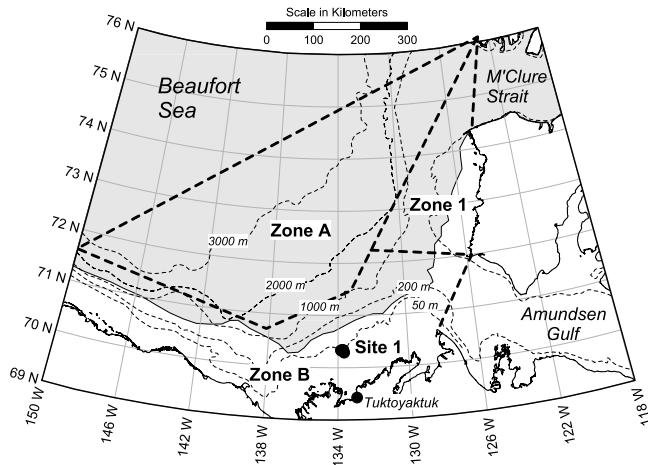 Scale in Kilometers
0 100 200 300
76 N
75 N
74 N
73 N
72 N
71 N
70 N
69 N
Beaufort
Sea
M'Clure
Strait
Zone 1
Zone A
3000 m
2000 m
1000 m
200 m
50 m
Amundsen
Gulf
Site 1
Zone B
Tuktoyaktuk
150 W
146 W
142 W
138 W
134 W
130 W
126 W
122 W
118 W